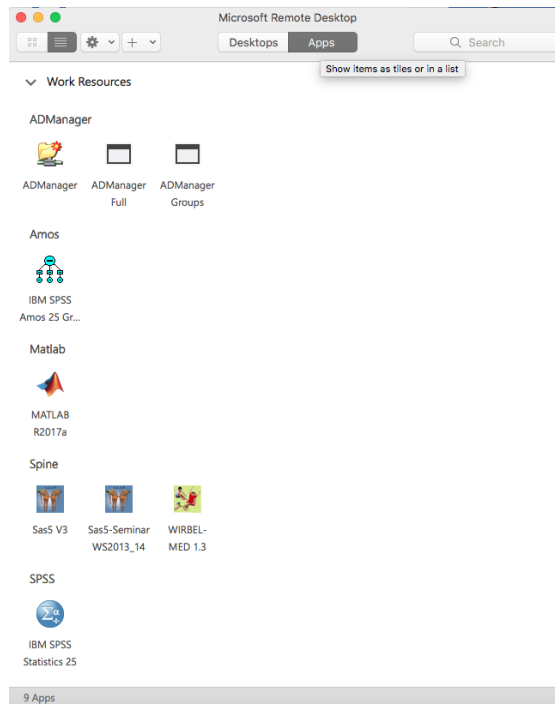 Microsoft Remote Desktop
Desktops Apps Search
Show items as tiles or in a list
Work Resources
ADManager
ADManager ADManager ADManager
Full Groups
Amos
IBM SPSS
Amos 25 Gr...
Matlab
MATLAB
R2017a
Spine
Sas5 V3 Sas5-Seminar WIRBEL-
WS2013_14 MED 1.3
SPSS
Σα
IBM SPSS
Statistics 25
9 Apps